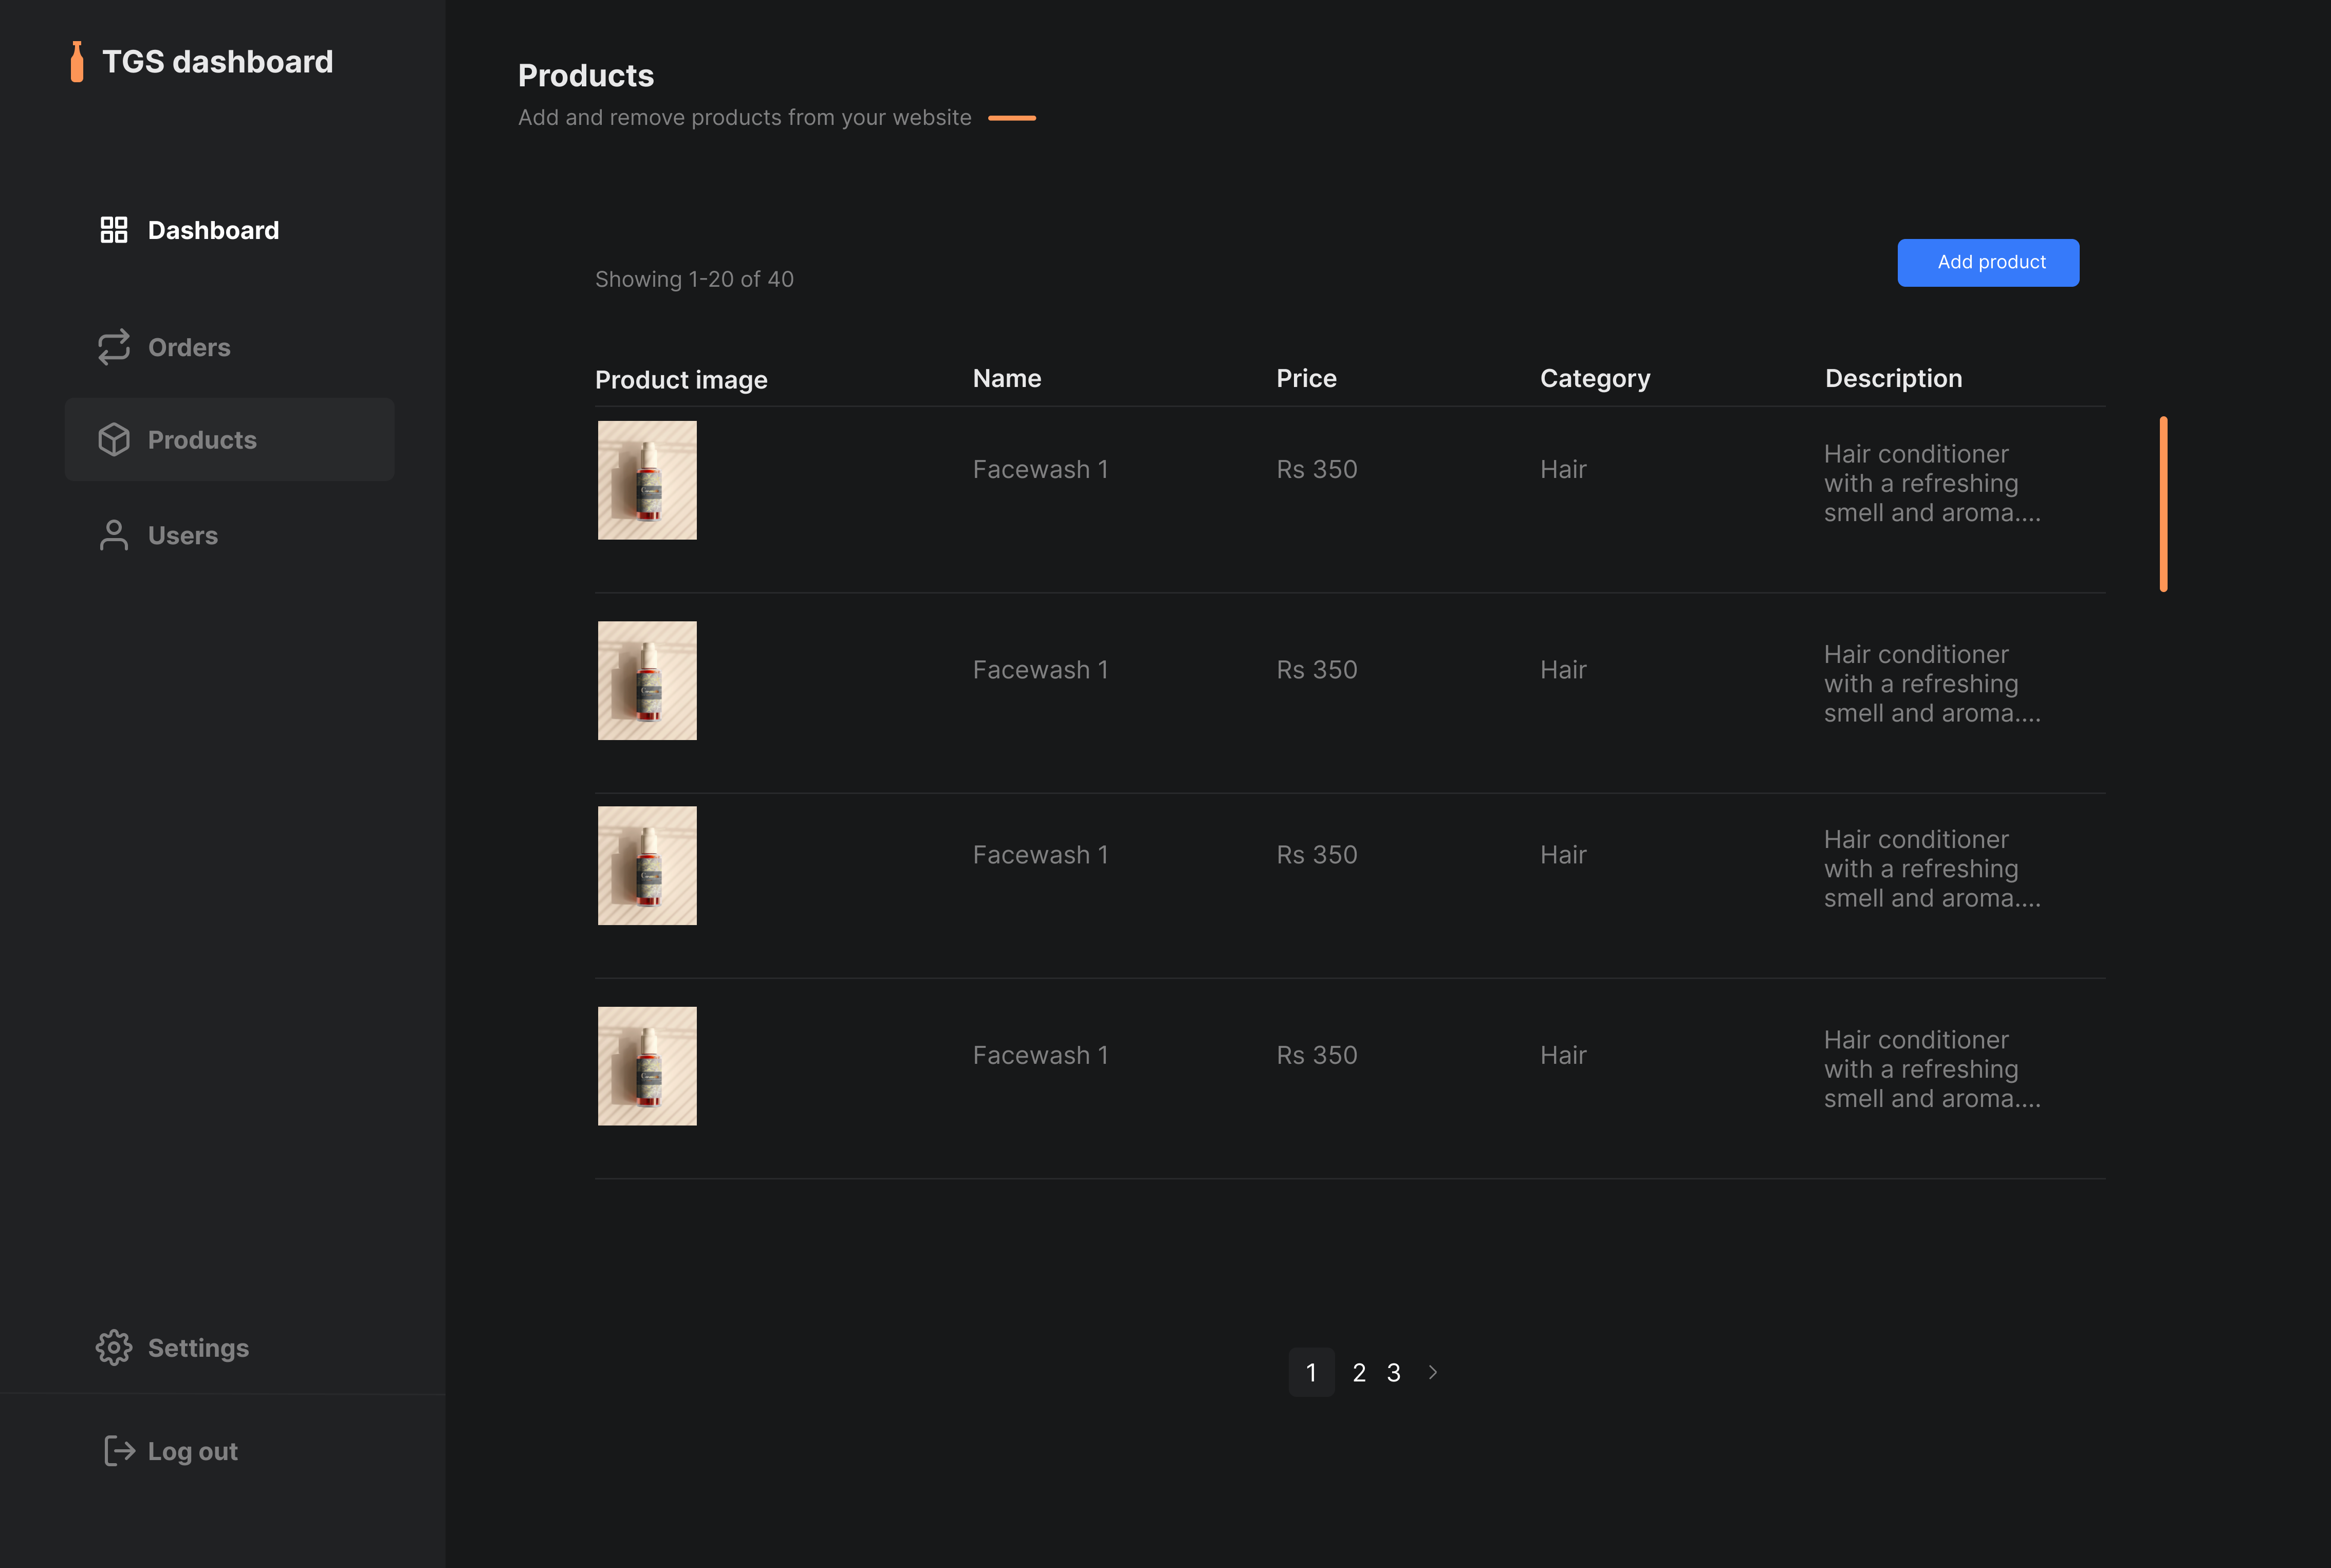 TGS dashboard
Dashboard
Orders
Products
Users
Settings
Log out
Products
Add and remove products from your website
Showing 1-20 of 40
Add product
Product image Name Price Category Description
Facewash 1 Rs 350 Hair
Hair conditioner
with a refreshing
smell and aroma....
Facewash 1 Rs 350 Hair
Hair conditioner
with a refreshing
smell and aroma....
Facewash 1 Rs 350 Hair
Hair conditioner
with a refreshing
smell and aroma....
Facewash 1 Rs 350 Hair
Hair conditioner
with a refreshing
smell and aroma....
1 2 3